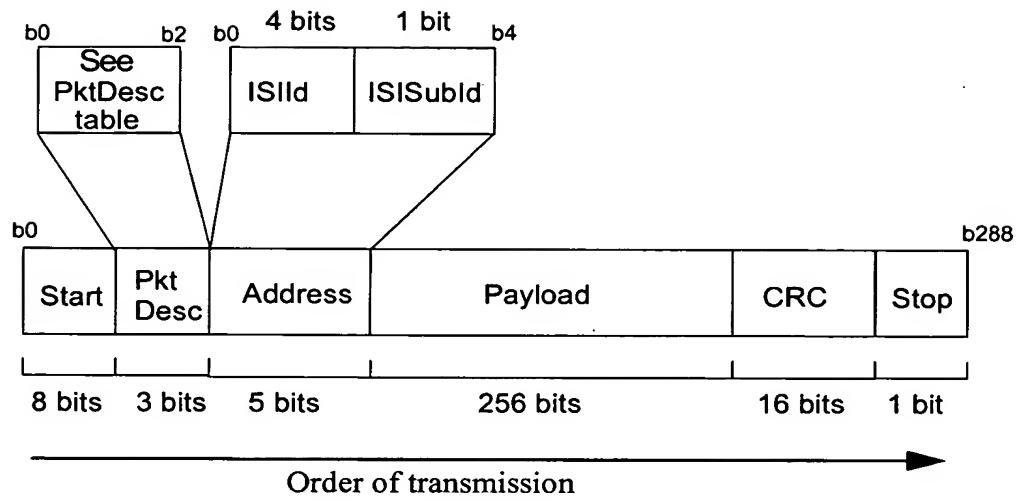 4 bits 1 bit
b0 b2 b0 b4
See
PktDesc
table
ISIId ISISubId
b0 b288
Start Pkt
Desc Address Payload CRC Stop
8 bits 3 bits 5 bits 256 bits 16 bits 1 bit
Order of transmission